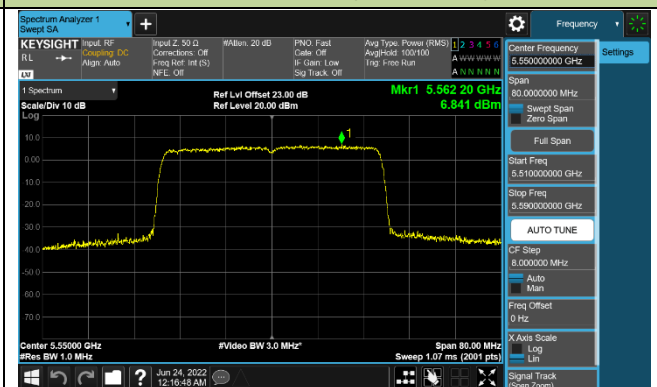 Spectrum Analyzer 1
Swept SA
Frequency
KEYSIGHT
RL
Input: RF
Coupling: DC
Align: Auto
Input Z: 50 Ω
Corrections: Off
Freq Ref: Int (S)
NFE: Off
#Atten: 20 dB
PNO: Fast
Gate: Off
IF Gain: Low
Sig Track: Off
Avg Type: Power (RMS)
Avg|Hold: 100/100
Trig: Free Run
1 2 3 4 5 6
A W W W W W
A N N N N N
LXI
Center Frequency
5.550000000 GHz
Settings
Span
80.0000000 MHz
Swept Span
Zero Span
Full Span
Start Freq
5.510000000 GHz
Stop Freq
5.590000000 GHz
AUTO TUNE
CF Step
8.000000 MHz
Auto
Man
Freq Offset
0 Hz
X Axis Scale
Log
Lin
Signal Track
(Span Zoom)
1 Spectrum
Scale/Div 10 dB
Log
Ref Lvl Offset 23.00 dB
Ref Level 20.00 dBm
Mkr1 5.562 20 GHz
6.841 dBm
1
10.0
0.00
-10.0
-20.0
-30.0
-40.0
-50.0
-60.0
-70.0
Center 5.55000 GHz
#Res BW 1.0 MHz
#Video BW 3.0 MHz*
Span 80.00 MHz
Sweep 1.07 ms (2001 pts)
?
Jun 24, 2022
12:16:48 AM